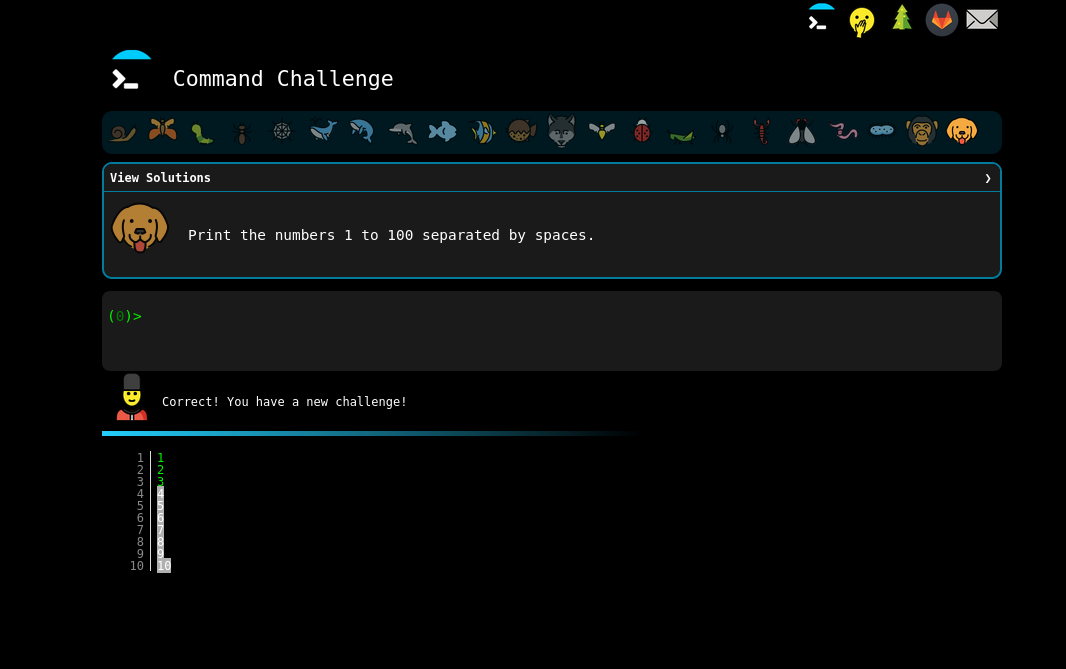 Command Challenge
View Solutions ❯
Print the numbers 1 to 100 separated by spaces.
(0)>
Correct! You have a new challenge!
1 1
2 2
3 3
4 4
5 5
6 6
7 7
8 8
9 9
10 10